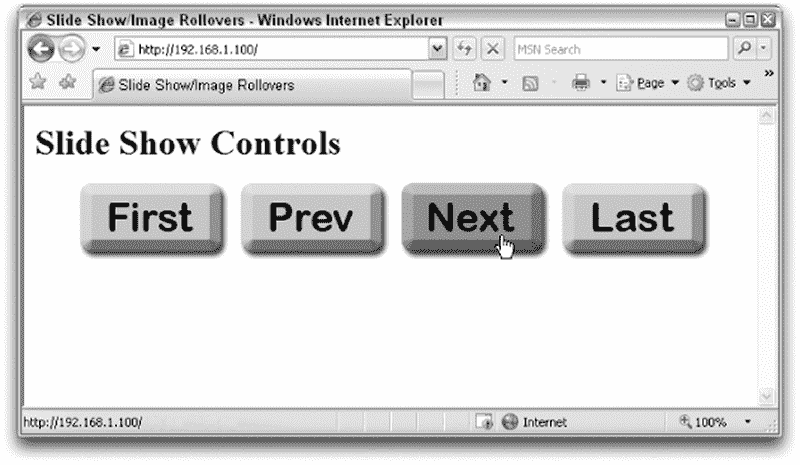 Slide Show/Image Rollovers - Windows Internet Explorer
http://192.168.1.100/
MSN Search
Slide Show/Image Rollovers
Page
Tools
»
Slide Show Controls
First Prev Next Last
http://192.168.1.100/ Internet 100%